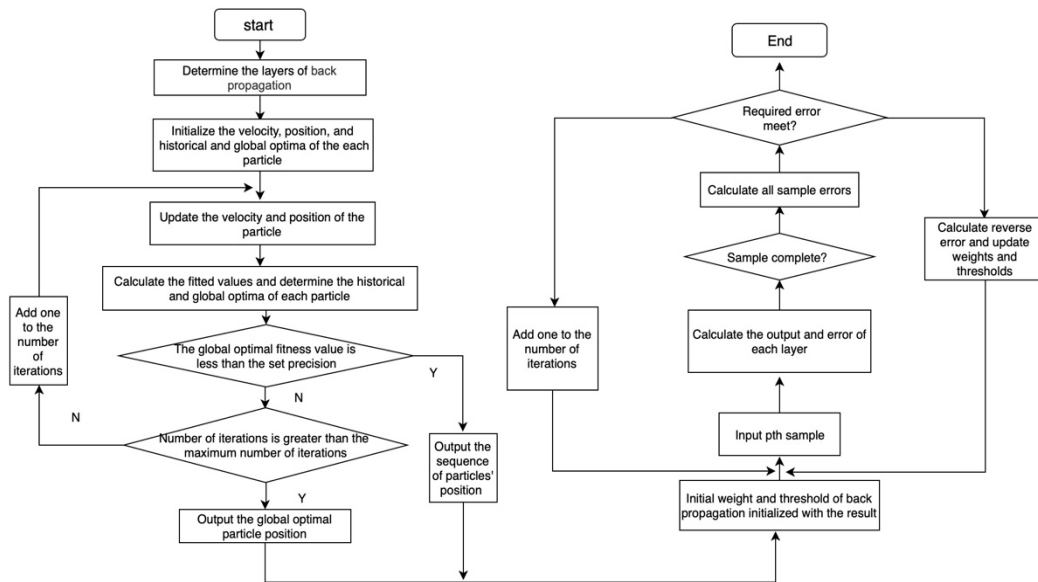 start
Determine the layers of back
propagation
Initialize the velocity, position, and
historical and global optima of the each
particle
Update the velocity and position of the
particle
Calculate the fitted values and determine the historical
and global optima of each particle
Add one
to the
number
of
iterations
The global optimal fitness value is
less than the set precision
Y
N
N
Number of iterations is greater than the
maximum number of iterations
Output the
sequence
of particles'
position
Y
Output the global optimal
particle position
End
Required error
meet?
Calculate all sample errors
Calculate reverse
error and update
weights and
thresholds
Sample complete?
Add one to the
number of
iterations
Calculate the output and error of
each layer
Input pth sample
Initial weight and threshold of back
propagation initialized with the result